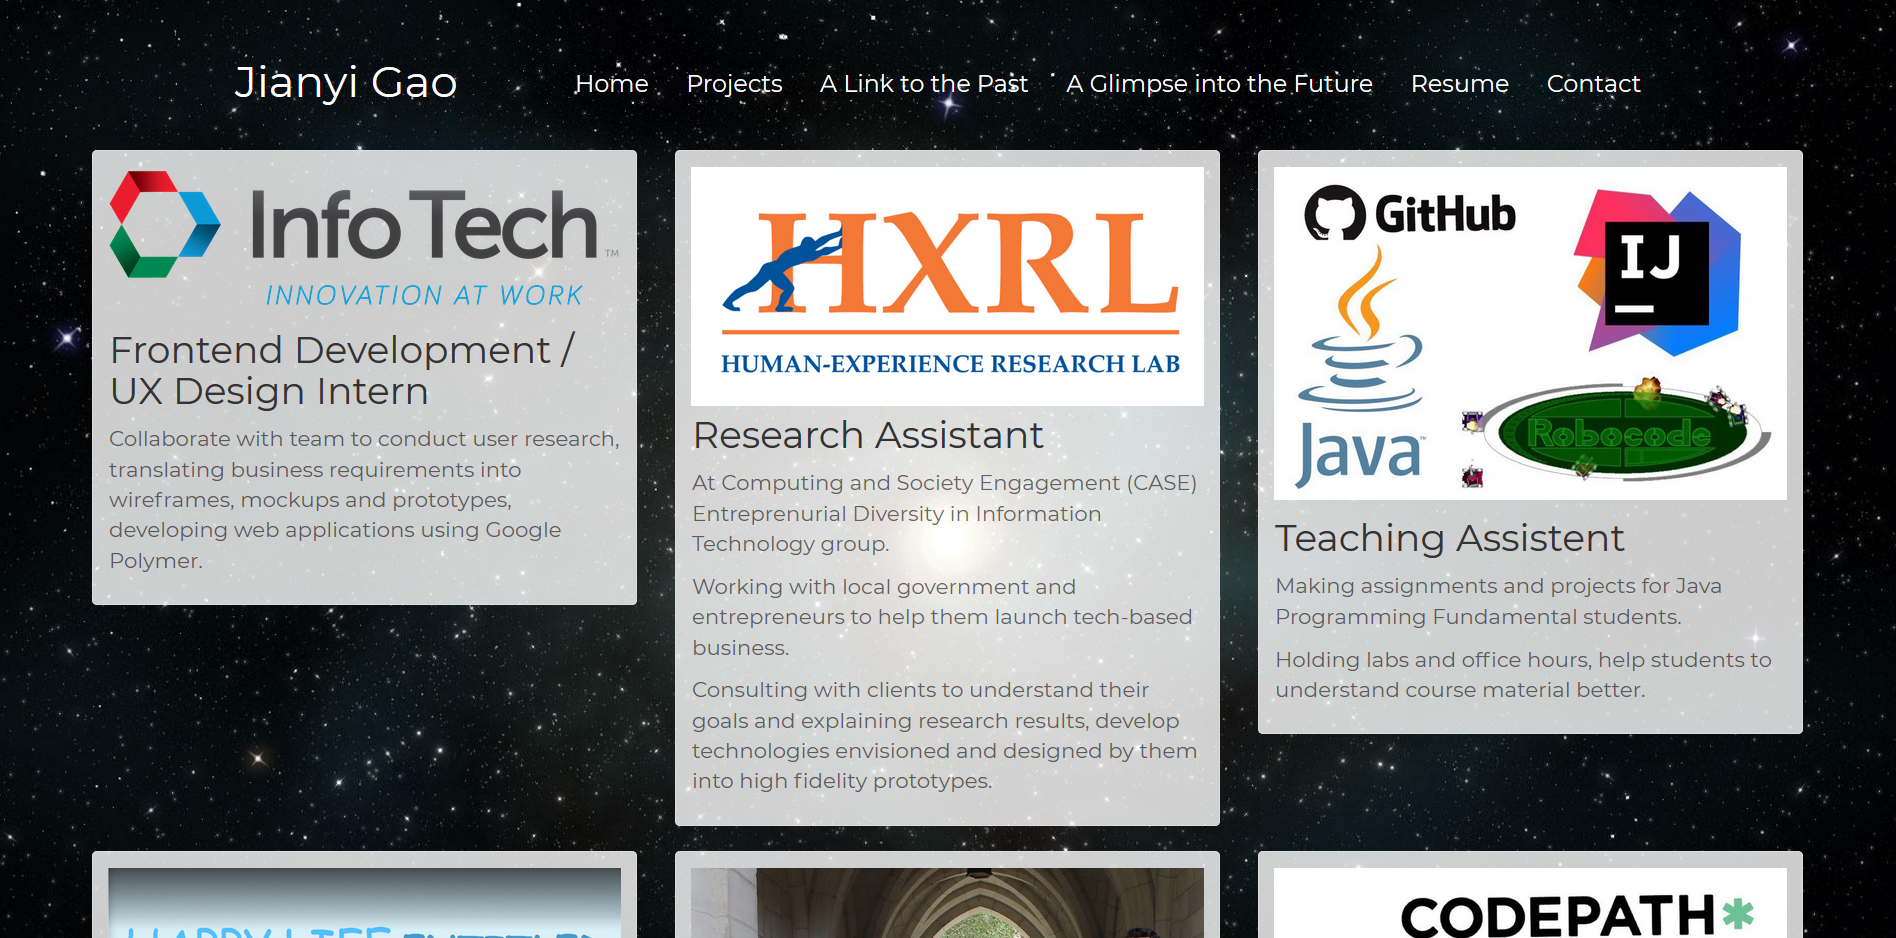 Jianyi Gao
Home
Projects
A Link to the Past
A Glimpse into the Future
Resume
Contact
Info Tech™
INNOVATION AT WORK
Frontend Development /
UX Design Intern
Collaborate with team to conduct user research,
translating business requirements into
wireframes, mockups and prototypes,
developing web applications using Google
Polymer.
HXRL
HUMAN-EXPERIENCE RESEARCH LAB
Research Assistant
At Computing and Society Engagement (CASE)
Entreprenurial Diversity in Information
Technology group.
Working with local government and
entrepreneurs to help them launch tech-based
business.
Consulting with clients to understand their
goals and explaining research results, develop
technologies envisioned and designed by them
into high fidelity prototypes.
GitHub
IJ
Java™
Robocode
Teaching Assistent
Making assignments and projects for Java
Programming Fundamental students.
Holding labs and office hours, help students to
understand course material better.
HAPPY LIFE
CODEPATH*